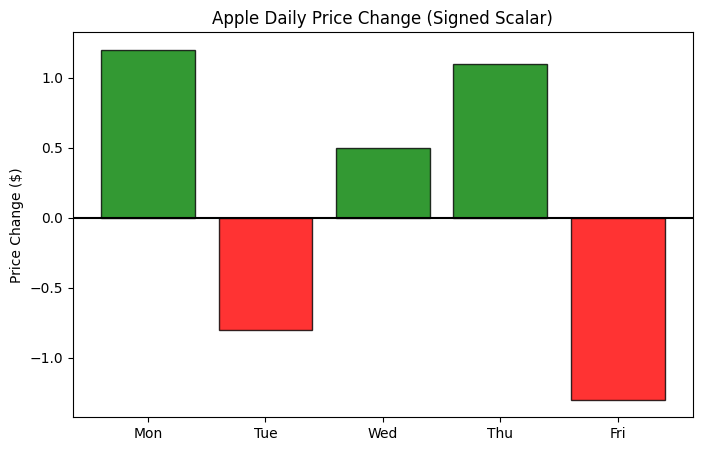 Apple Daily Price Change (Signed Scalar)
Price Change ($)
1.0
0.5
0.0
−0.5
−1.0
Mon Tue Wed Thu Fri